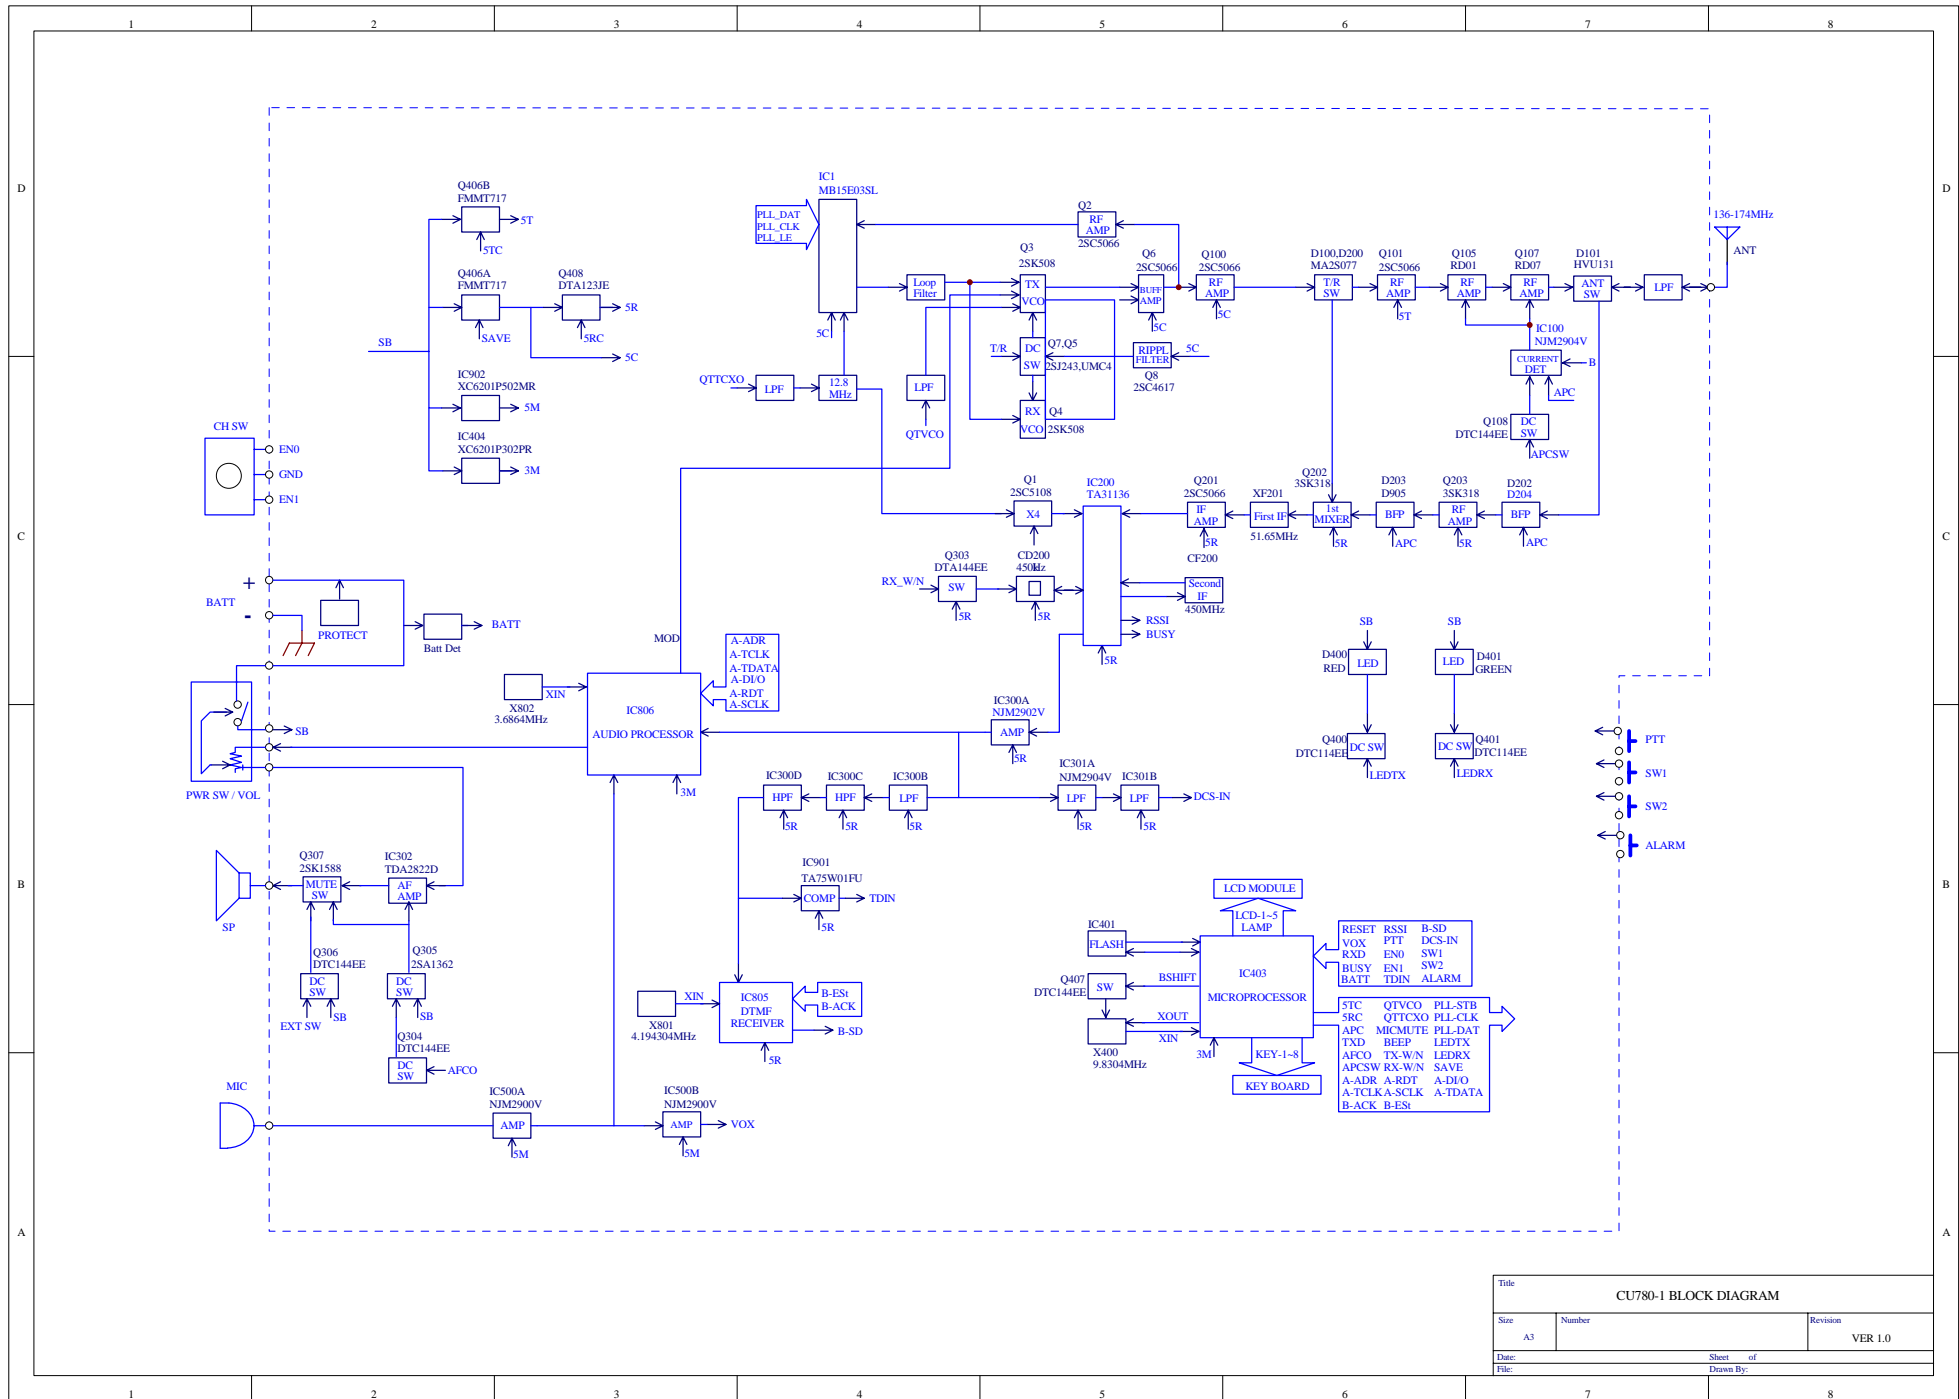 1 2 3 4 5 6 7 8
D
D
C
C
B
B
A
A
1 2 3 4 5 6 7 8
Q406B
FMMT717
5T
5TC
Q406A
FMMT717
SAVE
Q408
DTA123JE
5R
5RC
5C
SB
IC902
XC6201P502MR
5M
IC404
XC6201P302PR
3M
IC1
MB15E03SL
PLL_DAT
PLL_CLK
PLL_LE
5C
QTTCXO
LPF
12.8
MHz
Loop
Filter
LPF
QTVCO
Q2
RF
AMP
2SC5066
Q3
2SK508
TX
VCO
T/R
DC
SW
Q7,Q5
2SJ243,UMC4
RX
VCO
Q4
2SK508
RIPPL
FILTER
5C
Q8
2SC4617
Q6
2SC5066
BUFF
AMP
5C
Q100
2SC5066
RF
AMP
5C
D100,D200
MA2S077
T/R
SW
Q101
2SC5066
RF
AMP
5T
Q105
RD01
RF
AMP
Q107
RD07
RF
AMP
D101
HVU131
ANT
SW
LPF
136-174MHz
ANT
IC100
NJM2904V
CURRENT
DET
B
APC
Q108
DTC144EE
DC
SW
APCSW
CH SW
EN0
GND
EN1
Q1
2SC5108
X4
IC200
TA31136
Q201
2SC5066
IF
AMP
5R
XF201
First IF
51.65MHz
Q202
3SK318
1st
MIXER
5R
D203
D905
BFP
APC
Q203
3SK318
RF
AMP
5R
D202
D204
BFP
APC
RX_W/N
Q303
DTA144EE
SW
5R
CD200
450kHz
5R
CF200
Second
IF
450MHz
RSSI
BUSY
5R
+
BATT
-
PROTECT
Batt Det
BATT
PWR SW / VOL
SB
MOD
A-ADR
A-TCLK
A-TDATA
A-DI/O
A-RDT
A-SCLK
X802
3.6864MHz
XIN
IC806
AUDIO PROCESSOR
3M
IC300A
NJM2902V
AMP
5R
IC300D
HPF
5R
IC300C
HPF
5R
IC300B
LPF
5R
IC301A
NJM2904V
LPF
5R
IC301B
LPF
5R
DCS-IN
SB
D400
RED
LED
Q400
DTC114EE
DC SW
LEDTX
SB
LED
D401
GREEN
DC SW
Q401
DTC114EE
LEDRX
PTT
SW1
SW2
ALARM
SP
Q307
2SK1588
MUTE
SW
IC302
TDA2822D
AF
AMP
Q306
DTC144EE
DC
SW
EXT SW
SB
Q305
2SA1362
DC
SW
SB
Q304
DTC144EE
DC
SW
AFCO
IC901
TA75W01FU
COMP
TDIN
5R
X801
4.194304MHz
XIN
IC805
DTMF
RECEIVER
B-ESt
B-ACK
B-SD
5R
MIC
IC500A
NJM2900V
AMP
5M
IC500B
NJM2900V
AMP
VOX
5M
LCD MODULE
LCD-1~5
LAMP
IC401
FLASH
Q407
DTC144EE
SW
BSHIFT
X400
9.8304MHz
XOUT
XIN
IC403
MICROPROCESSOR
3M
KEY-1~8
KEY BOARD
RESET RSSI B-SD
VOX PTT DCS-IN
RXD EN0 SW1
BUSY EN1 SW2
BATT TDIN ALARM
5TC QTVCO PLL-STB
5RC QTTCXO PLL-CLK
APC MICMUTE PLL-DAT
TXD BEEP LEDTX
AFCO TX-W/N LEDRX
APCSW RX-W/N SAVE
A-ADR A-RDT A-DI/O
A-TCLK A-SCLK A-TDATA
B-ACK B-ESt
Title
CU780-1 BLOCK DIAGRAM
Size
A3
Number
Revision
VER 1.0
Date:
Sheet of
File:
Drawn By: